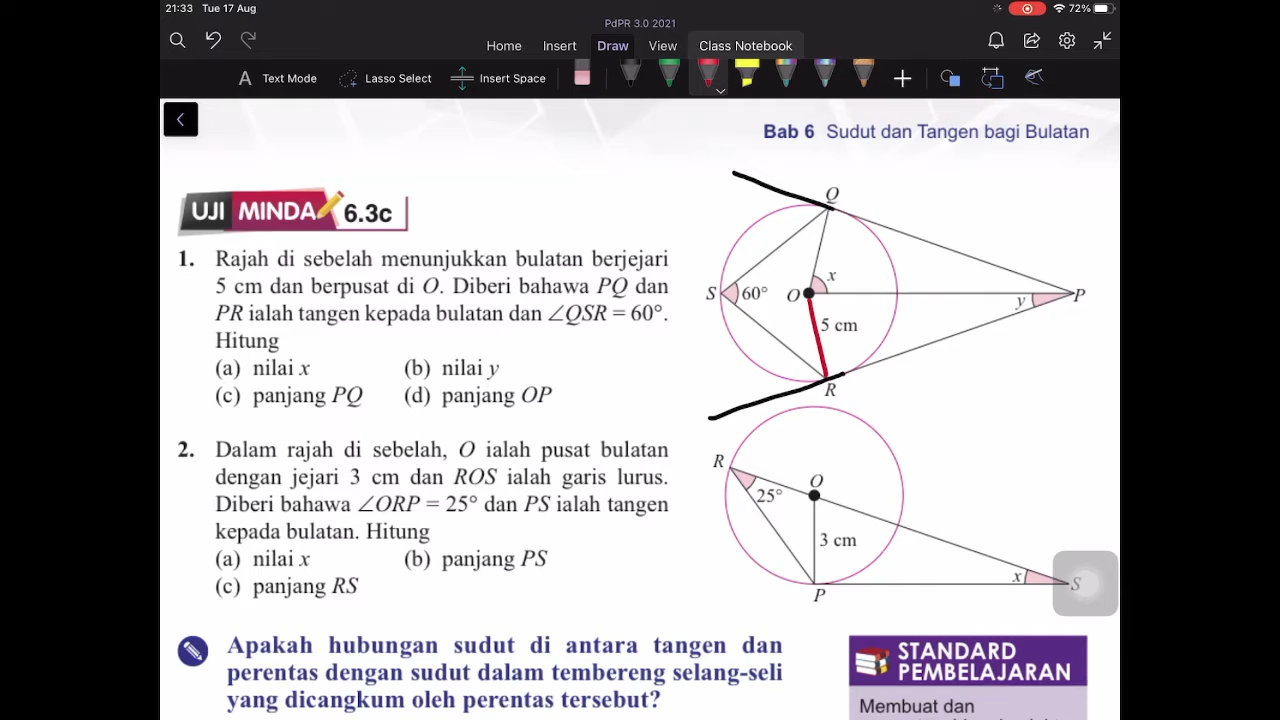 21:33 Tue 17 Aug
72%
PdPR 3.0 2021
Home Insert Draw View Class Notebook
A Text Mode Lasso Select Insert Space
Bab 6 Sudut dan Tangen bagi Bulatan
UJI MINDA 6.3c
1. Rajah di sebelah menunjukkan bulatan berjejari
5 cm dan berpusat di O. Diberi bahawa PQ dan
PR ialah tangen kepada bulatan dan ∠QSR = 60°.
Hitung
(a) nilai x (b) nilai y
(c) panjang PQ (d) panjang OP
Q
x
S 60° O y P
5 cm
R
2. Dalam rajah di sebelah, O ialah pusat bulatan
dengan jejari 3 cm dan ROS ialah garis lurus.
Diberi bahawa ∠ORP = 25° dan PS ialah tangen
kepada bulatan. Hitung
(a) nilai x (b) panjang PS
(c) panjang RS
R
O
25°
3 cm
x S
P
Apakah hubungan sudut di antara tangen dan
perentas dengan sudut dalam tembereng selang-seli
yang dicangkum oleh perentas tersebut?
STANDARD
PEMBELAJARAN
Membuat dan